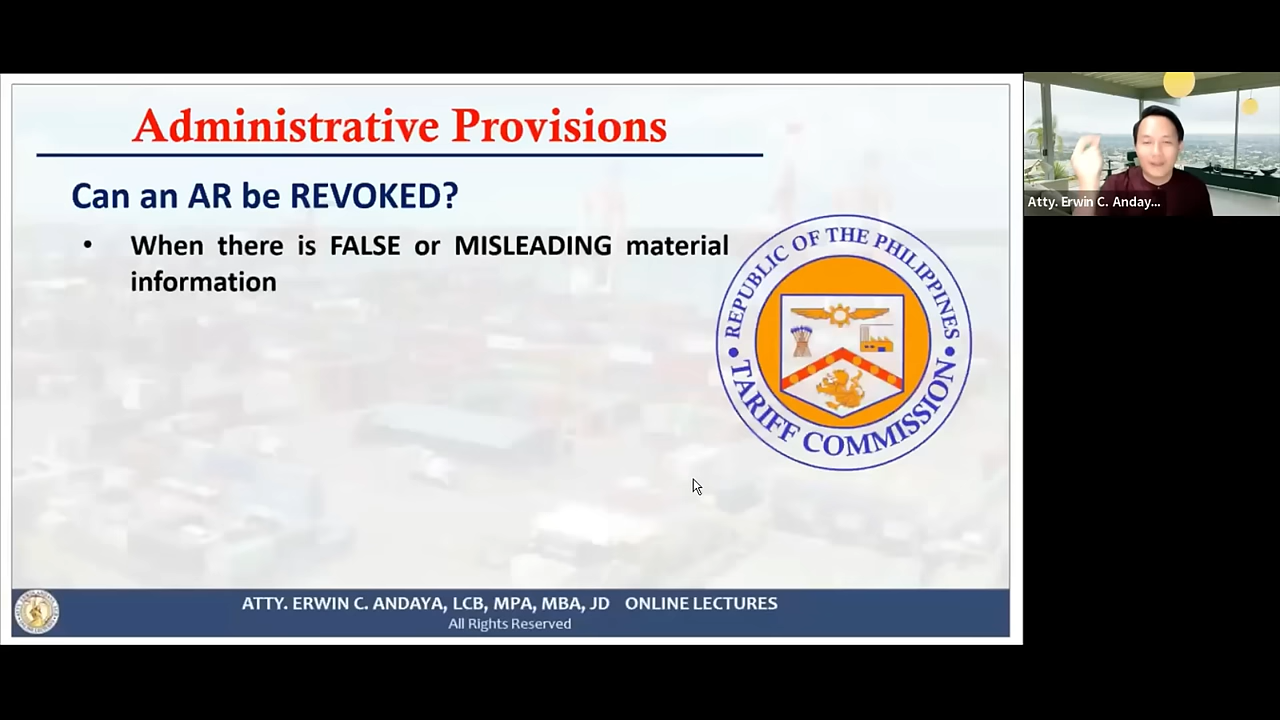 Administrative Provisions
Can an AR be REVOKED?
• When there is FALSE or MISLEADING material
information
• REPUBLIC OF THE PHILIPPINES •
TARIFF COMMISSION
ATTY. ERWIN C. ANDAYA, LCB, MPA, MBA, JD ONLINE LECTURES
All Rights Reserved
Atty. Erwin C. Anday...